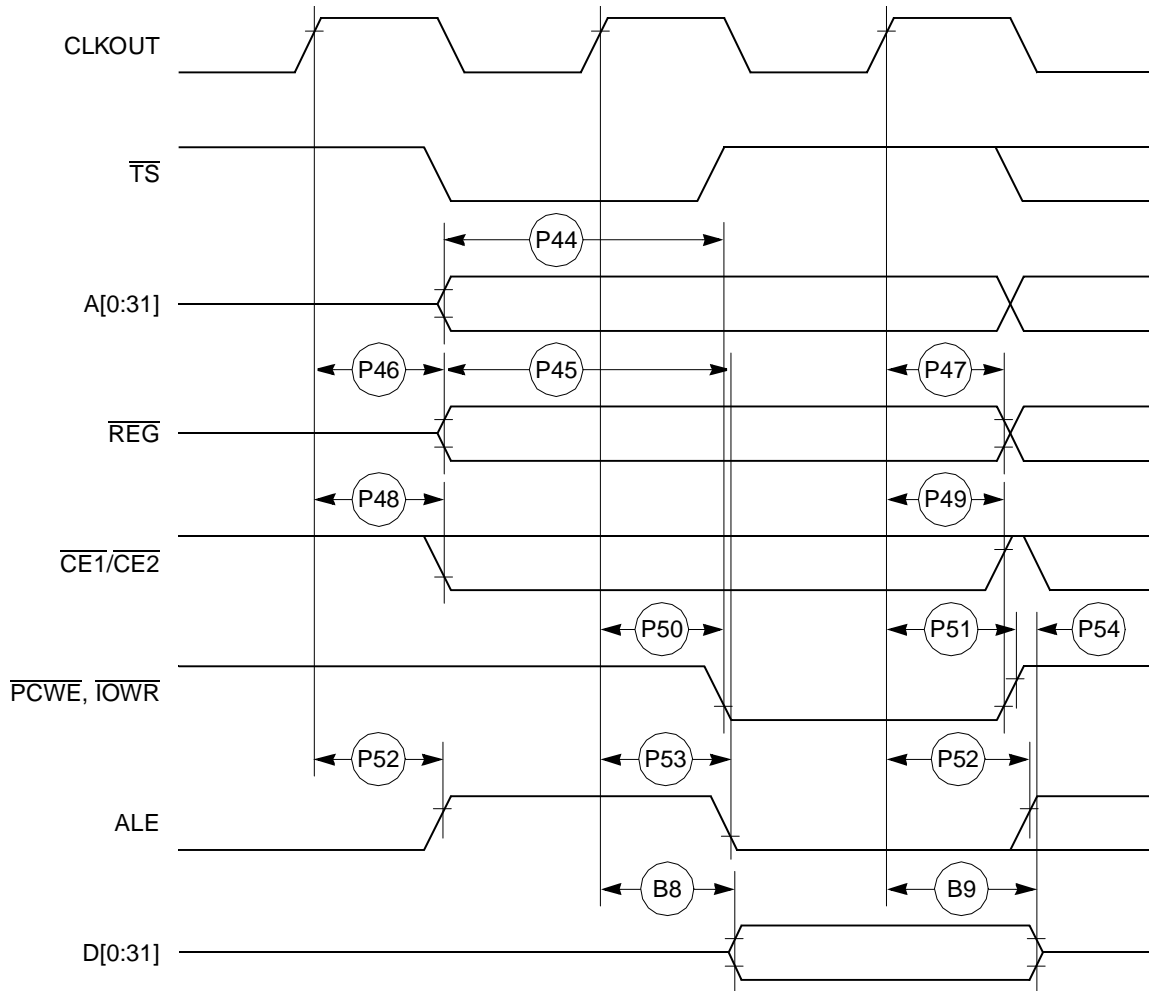 CLKOUT
TS
P44
A[0:31]
P46 P45 P47
REG
P48 P49
CE1/CE2
P50 P51 P54
PCWE, IOWR
P52 P53 P52
ALE
B8 B9
D[0:31]